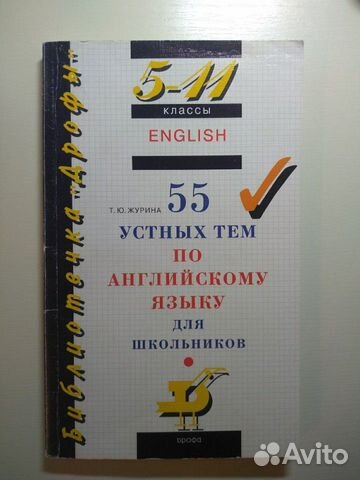 Библиотечка "Дрофы"
5-11
классы
ENGLISH
Т. Ю. ЖУРИНА
55
УСТНЫХ ТЕМ
ПО
АНГЛИЙСКОМУ
ЯЗЫКУ
ДЛЯ
ШКОЛЬНИКОВ
дрофа
Avito